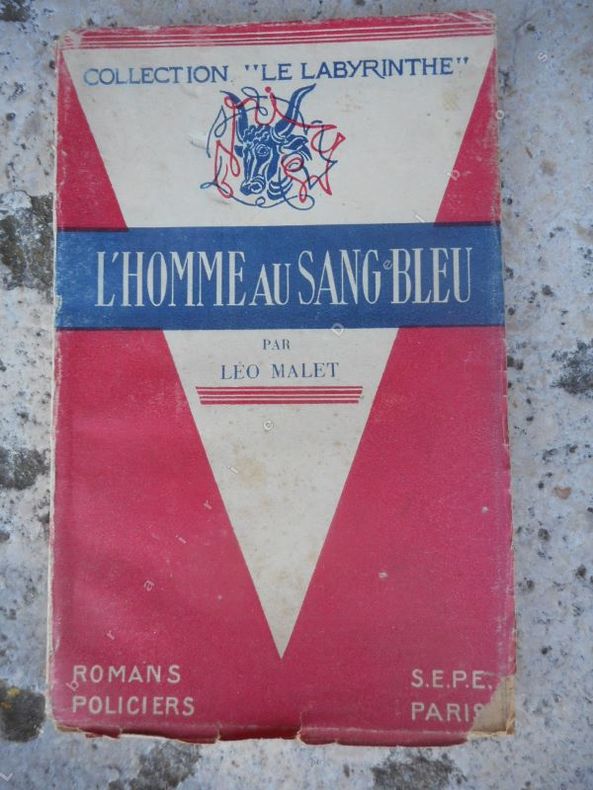 COLLECTION "LE LABYRINTHE"
L'HOMME AU SANG BLEU
PAR
LÉO MALET
ROMANS
POLICIERS
S.E.P.E.
PARIS